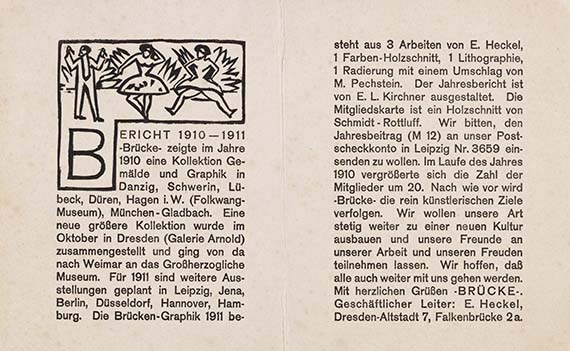 BERICHT 1910—1911
-Brücke- zeigte im Jahre
1910 eine Kollektion Ge-
mälde und Graphik in
Danzig, Schwerin, Lü-
beck, Düren, Hagen i. W. (Folkwang-
Museum), München-Gladbach. Eine
neue größere Kollektion wurde im
Oktober in Dresden (Galerie Arnold)
zusammengestellt und ging von da
nach Weimar an das Großherzogliche
Museum. Für 1911 sind weitere Aus-
stellungen geplant in Leipzig, Jena,
Berlin, Düsseldorf, Hannover, Ham-
burg. Die Brücken-Graphik 1911 be-
steht aus 3 Arbeiten von E. Heckel,
1 Farben-Holzschnitt, 1 Lithographie,
1 Radierung mit einem Umschlag von
M. Pechstein. Der Jahresbericht ist
von E. L. Kirchner ausgestaltet. Die
Mitgliedskarte ist ein Holzschnitt von
Schmidt-Rottluff. Wir bitten, den
Jahresbeitrag (M 12) an unser Post-
scheckkonto in Leipzig Nr. 3659 ein-
senden zu wollen. Im Laufe des Jahres
1910 vergrößerte sich die Zahl der
Mitglieder um 20. Nach wie vor wird
-Brücke- die rein künstlerischen Ziele
verfolgen. Wir wollen unsere Art
stetig weiter zu einer neuen Kultur
ausbauen und unsere Freunde an
unserer Arbeit und unseren Freuden
teilnehmen lassen. Wir hoffen, daß
alle auch weiter mit uns gehen werden.
Mit herzlichen Grüßen -BRÜCKE-.
Geschäftlicher Leiter: E. Heckel,
Dresden-Altstadt 7, Falkenbrücke 2a.